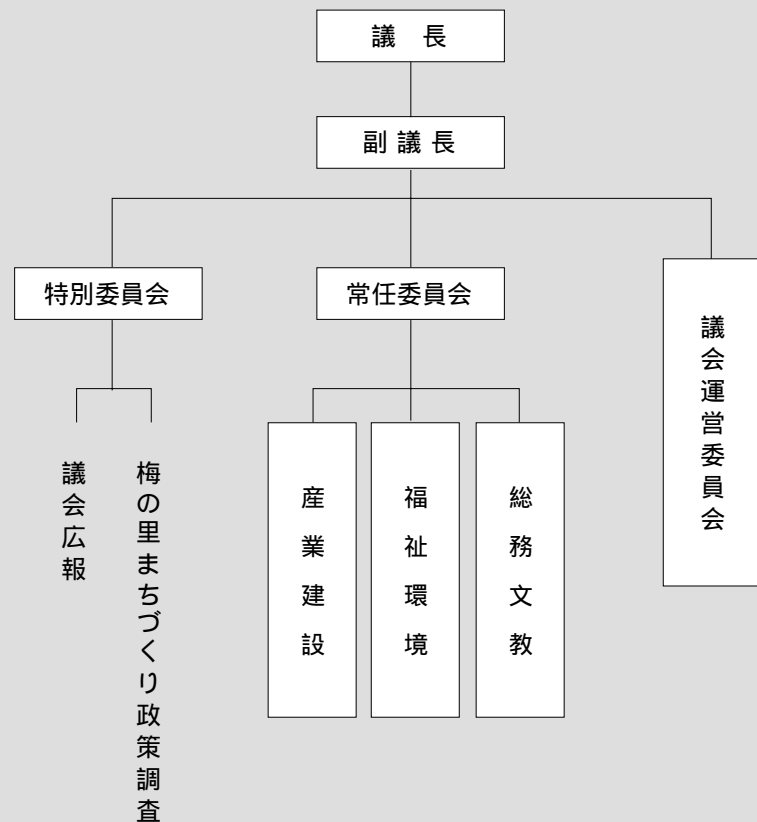 議 長
副議長
特別委員会
常任委員会
議会運営委員会
総務文教
福祉環境
産業建設
梅の里まちづくり政策調査
議会広報